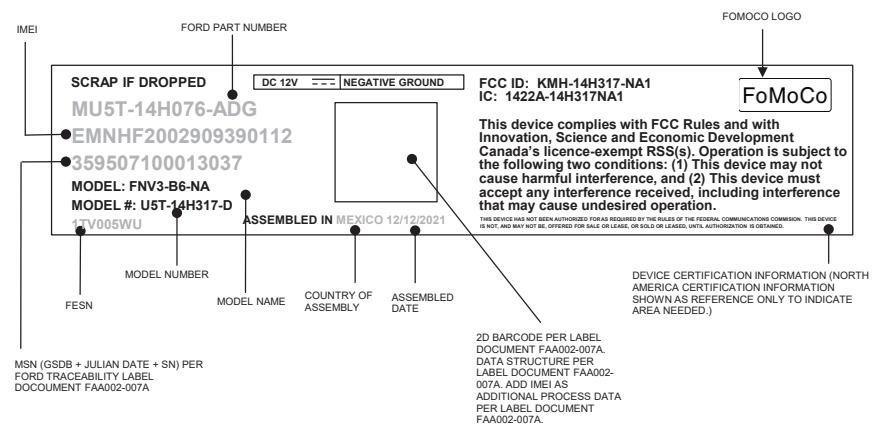 IMEI
FORD PART NUMBER
FOMOCO LOGO
SCRAP IF DROPPED
DC 12V
NEGATIVE GROUND
MU5T-14H076-ADG
EMNHF2002909390112
359507100013037
MODEL: FNV3-B6-NA
MODEL #: U5T-14H317-D
1TV005WU
ASSEMBLED IN MEXICO 12/12/2021
FCC ID: KMH-14H317-NA1
IC: 1422A-14H317NA1
FoMoCo
This device complies with FCC Rules and with
Innovation, Science and Economic Development
Canada's licence-exempt RSS(s). Operation is subject to
the following two conditions: (1) This device may not
cause harmful interference, and (2) This device must
accept any interference received, including interference
that may cause undesired operation.
THIS DEVICE HAS NOT BEEN AUTHORIZED FOR AS REQUIRED BY THE RULES OF THE FEDERAL COMMUNICATIONS COMMISION. THIS DEVICE
IS NOT, AND MAY NOT BE, OFFERED FOR SALE OR LEASE, OR SOLD OR LEASED, UNTIL AUTHORIZATION IS OBTAINED.
FESN
MODEL NUMBER
MODEL NAME
COUNTRY OF
ASSEMBLY
ASSEMBLED
DATE
DEVICE CERTIFICATION INFORMATION (NORTH
AMERICA CERTIFICATION INFORMATION
SHOWN AS REFERENCE ONLY TO INDICATE
AREA NEEDED.)
MSN (GSDB + JULIAN DATE + SN) PER
FORD TRACEABILITY LABEL
DOCOUMENT FAA002-007A
2D BARCODE PER LABEL
DOCUMENT FAA002-007A.
DATA STRUCTURE PER
LABEL DOCUMENT FAA002-
007A. ADD IMEI AS
ADDITIONAL PROCESS DATA
PER LABEL DOCUMENT
FAA002-007A.